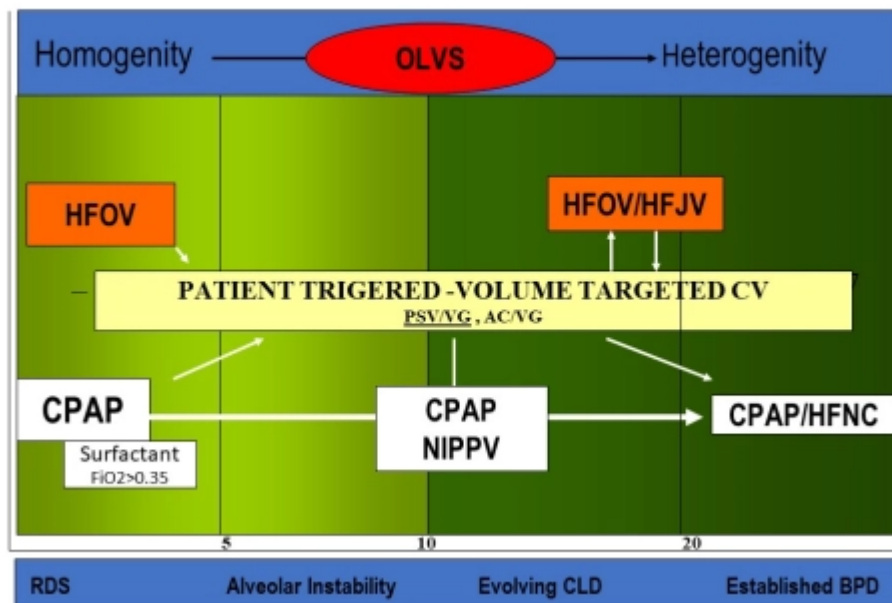 Homogenity
OLVS
Heterogenity
HFOV
HFOV/HFJV
PATIENT TRIGERED -VOLUME TARGETED CV
PSV/VG , AC/VG
CPAP
Surfactant
FiO2>0.35
CPAP
NIPPV
CPAP/HFNC
5
10
20
RDS
Alveolar Instability
Evolving CLD
Established BPD